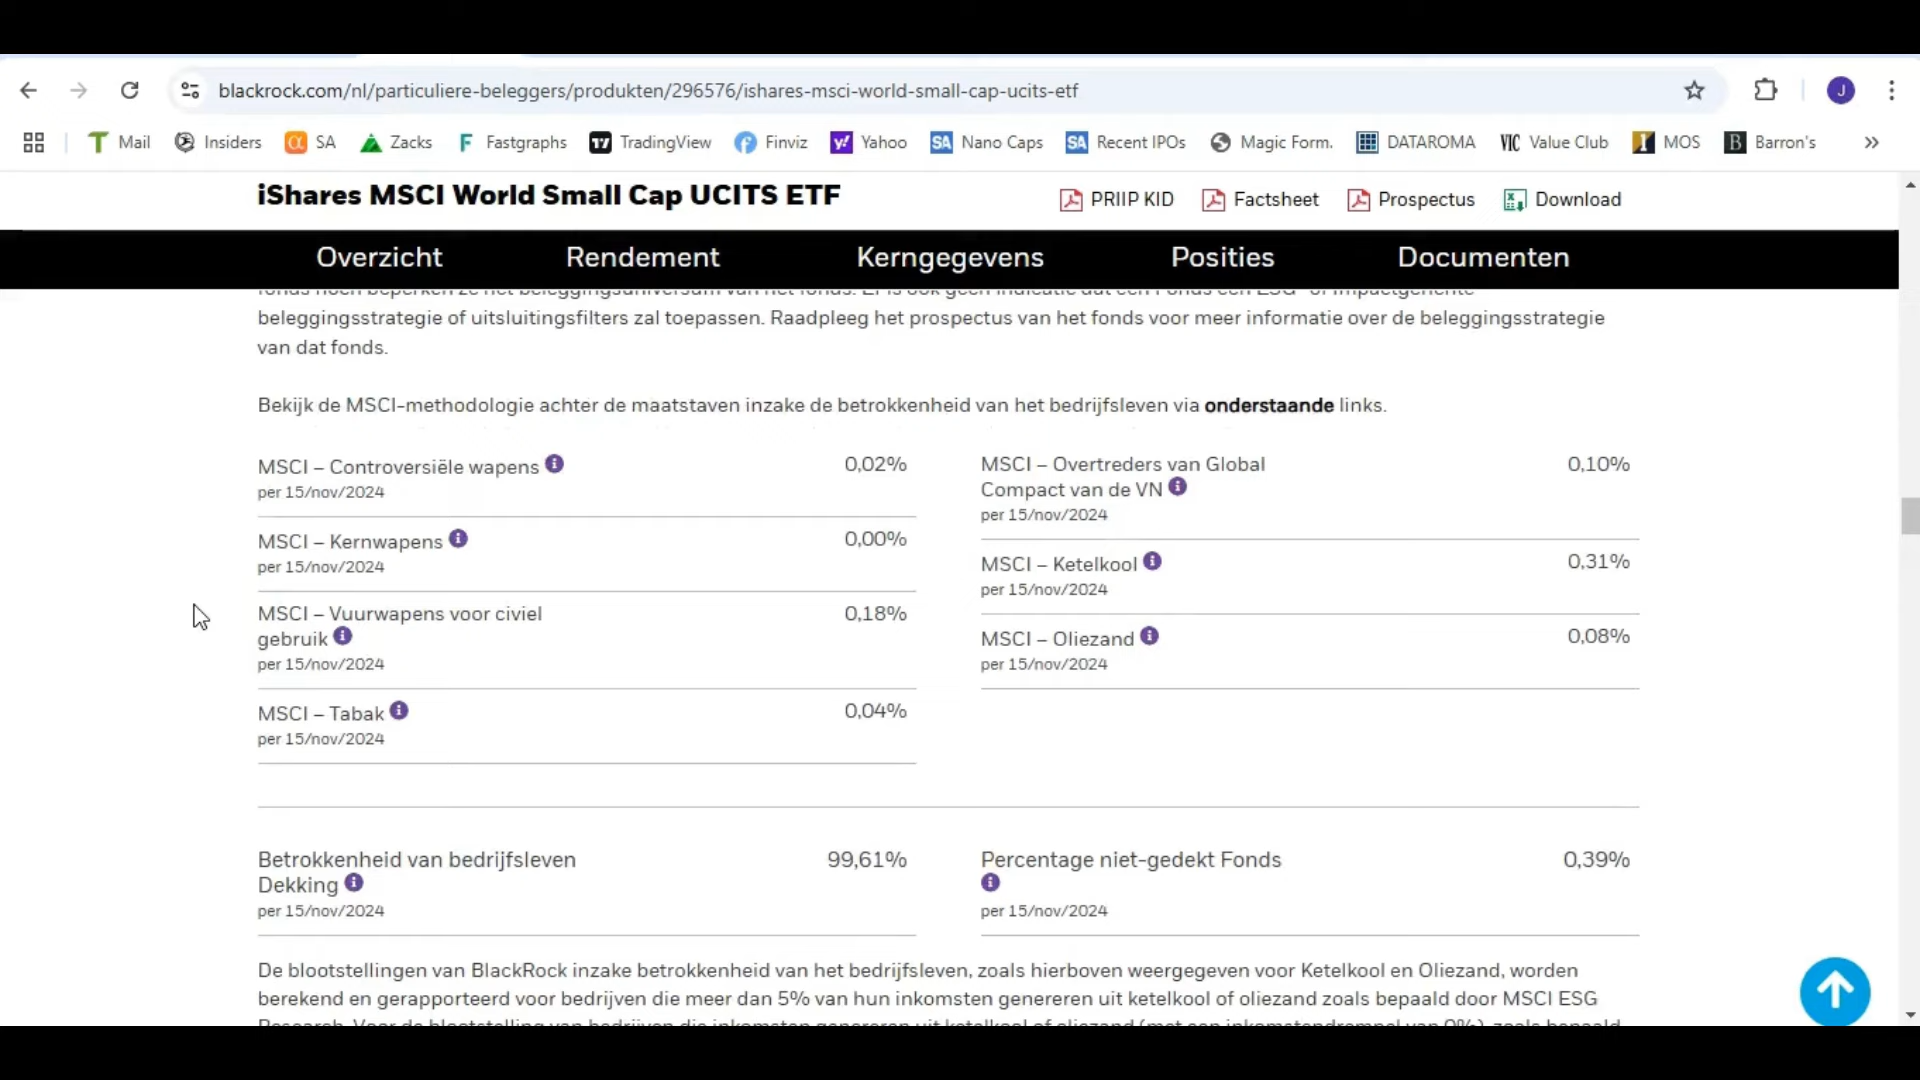 blackrock.com/nl/particuliere-beleggers/produkten/296576/ishares-msci-world-small-cap-ucits-etf
J
Mail Insiders SA Zacks Fastgraphs TradingView Finviz Yahoo Nano Caps Recent IPOs Magic Form. DATAROMA Value Club MOS Barron's
iShares MSCI World Small Cap UCITS ETF
PRIIP KID Factsheet Prospectus Download
Overzicht Rendement Kerngegevens Posities Documenten
beleggingsstrategie of uitsluitingsfilters zal toepassen. Raadpleeg het prospectus van het fonds voor meer informatie over de beleggingsstrategie
van dat fonds.
Bekijk de MSCI-methodologie achter de maatstaven inzake de betrokkenheid van het bedrijfsleven via onderstaande links.
MSCI – Controversiële wapens 0,02%
per 15/nov/2024
MSCI – Kernwapens 0,00%
per 15/nov/2024
MSCI – Vuurwapens voor civiel 0,18%
gebruik
per 15/nov/2024
MSCI – Tabak 0,04%
per 15/nov/2024
MSCI – Overtreders van Global 0,10%
Compact van de VN
per 15/nov/2024
MSCI – Ketelkool 0,31%
per 15/nov/2024
MSCI – Oliezand 0,08%
per 15/nov/2024
Betrokkenheid van bedrijfsleven 99,61%
Dekking
per 15/nov/2024
Percentage niet-gedekt Fonds 0,39%
per 15/nov/2024
De blootstellingen van BlackRock inzake betrokkenheid van het bedrijfsleven, zoals hierboven weergegeven voor Ketelkool en Oliezand, worden
berekend en gerapporteerd voor bedrijven die meer dan 5% van hun inkomsten genereren uit ketelkool of oliezand zoals bepaald door MSCI ESG